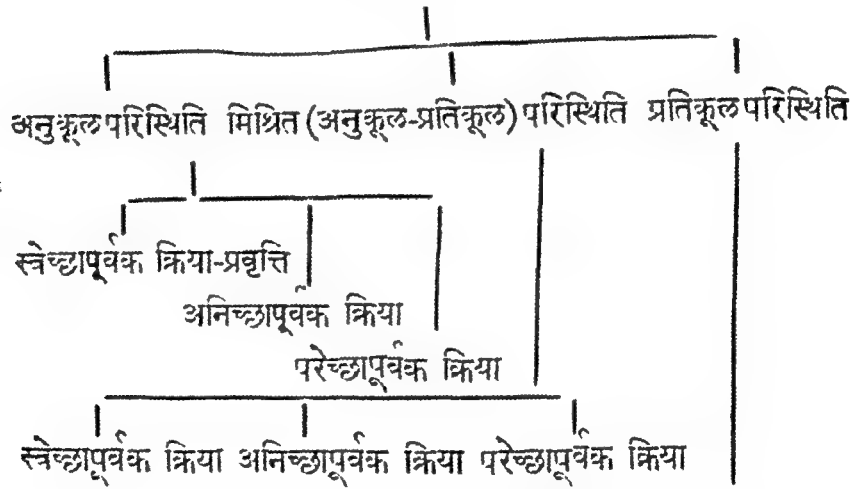 अनुकूल परिस्थिति मिश्रित (अनुकूल-प्रतिकूल) परिस्थिति प्रतिकूल परिस्थिति
स्वेच्छापूर्वक क्रिया-प्रवृत्ति
अनिच्छापूर्वक क्रिया
परेच्छापूर्वक क्रिया
स्वेच्छापूर्वक क्रिया अनिच्छापूर्वक क्रिया परेच्छापूर्वक क्रिया